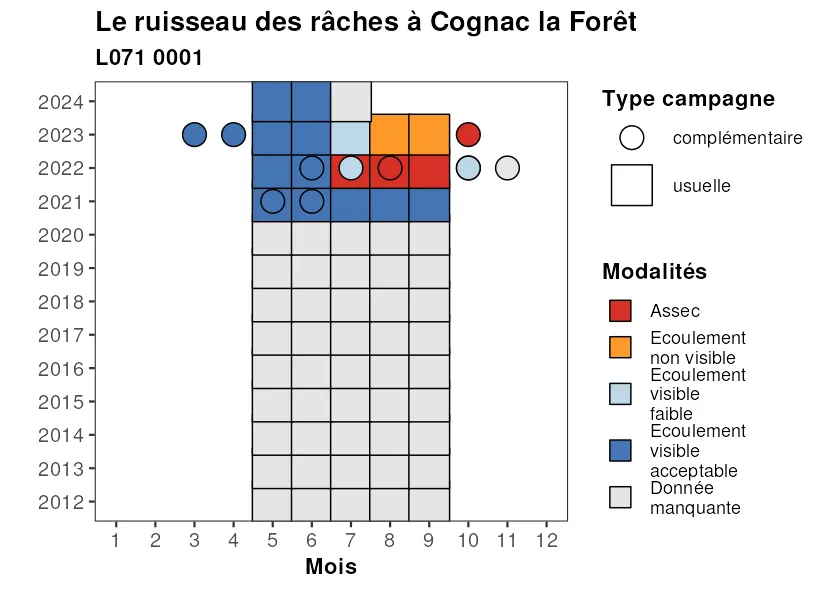 Le ruisseau des râches à Cognac la Forêt
L071 0001
2024
2023
2022
2021
2020
2019
2018
2017
2016
2015
2014
2013
2012
1 2 3 4 5 6 7 8 9 10 11 12
Mois
Type campagne
complémentaire
usuelle
Modalités
Assec
Ecoulement
non visible
Ecoulement
visible
faible
Ecoulement
visible
acceptable
Donnée
manquante